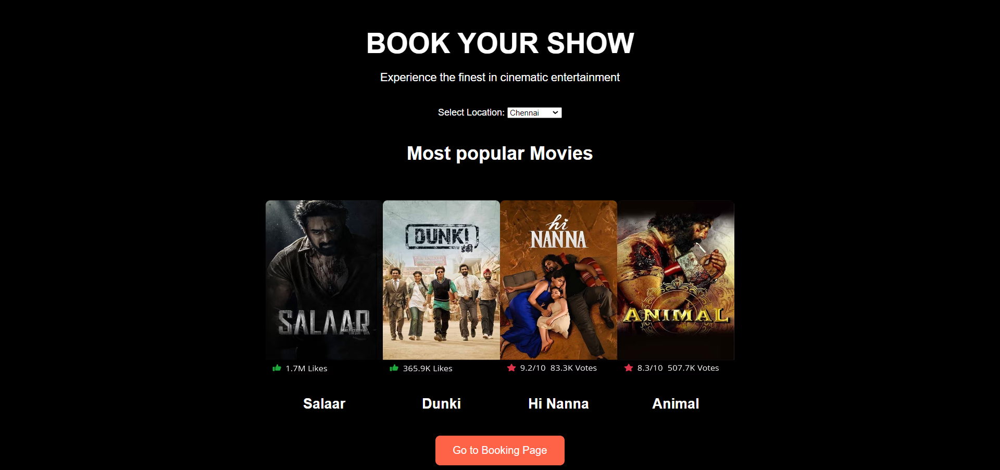 BOOK YOUR SHOW
Experience the finest in cinematic entertainment
Select Location: Chennai
Most popular Movies
SALAAR
DUNKI
डंकी
hi
NANNA
ANIMAL
1.7M Likes
365.9K Likes
9.2/10 83.3K Votes
8.3/10 507.7K Votes
Salaar
Dunki
Hi Nanna
Animal
Go to Booking Page